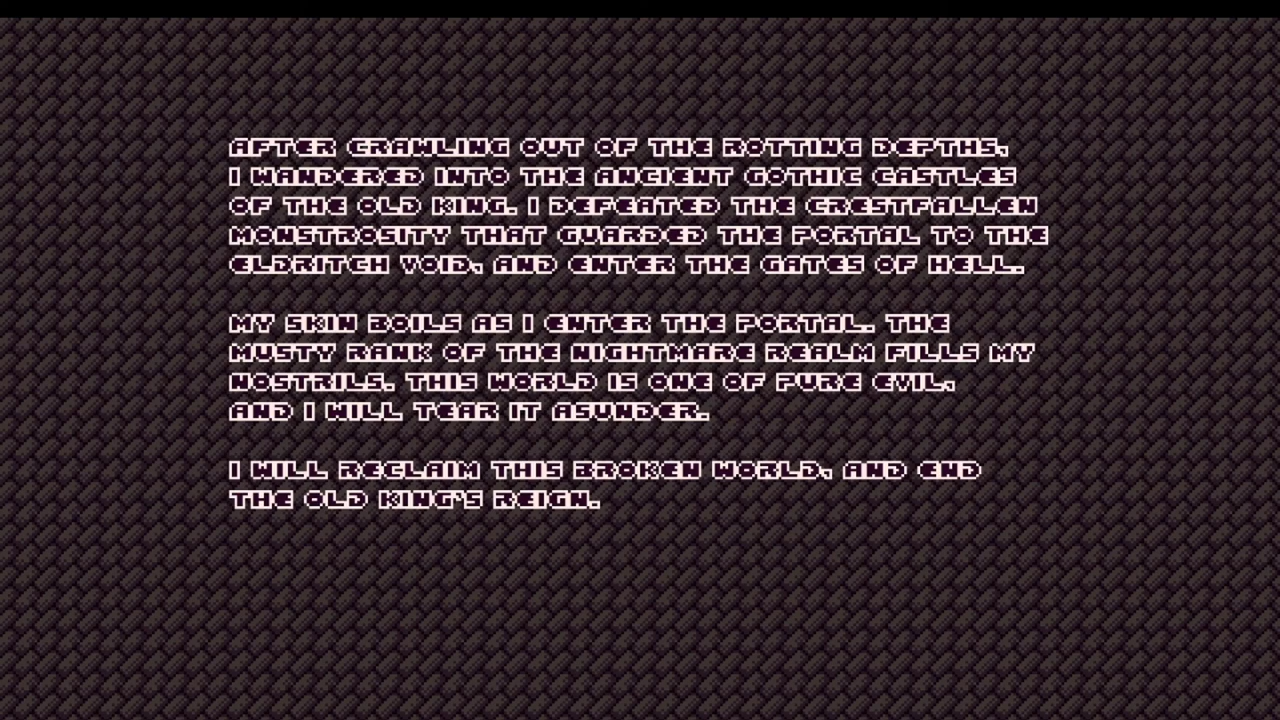 AFTER CRAWLING OUT OF THE ROTTING DEPTHS,
I WANDERED INTO THE ANCIENT GOTHIC CASTLES
OF THE OLD KING. I DEFEATED THE CRESTFALLEN
MONSTROSITY THAT GUARDED THE PORTAL TO THE
ELDRITCH VOID, AND ENTER THE GATES OF HELL.
MY SKIN BOILS AS I ENTER THE PORTAL. THE
MUSTY RANK OF THE NIGHTMARE REALM FILLS MY
NOSTRILS. THIS WORLD IS ONE OF PURE EVIL,
AND I WILL TEAR IT ASUNDER.
I WILL RECLAIM THIS BROKEN WORLD, AND END
THE OLD KING'S REIGN.